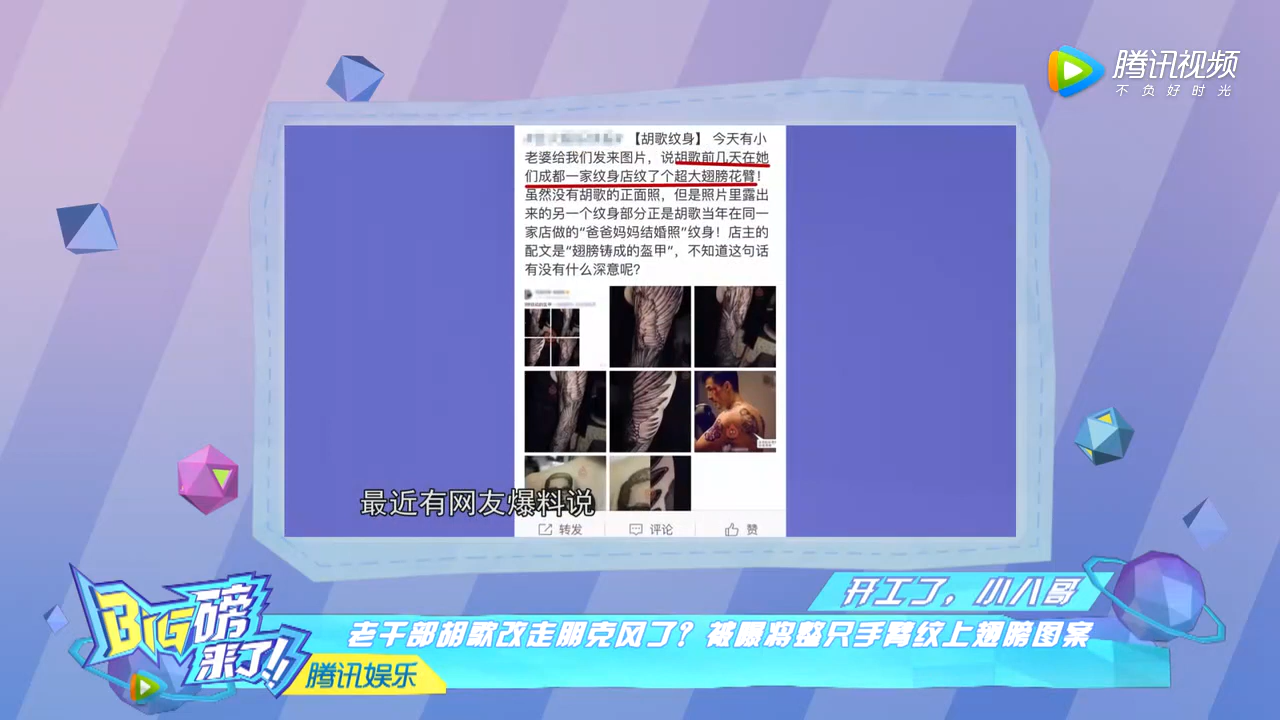 腾讯视频
不负好时光
【胡歌纹身】 今天有小
老婆给我们发来图片，说胡歌前几天在她
们成都一家纹身店纹了个超大翅膀花臂！
虽然没有胡歌的正面照，但是照片里露出
来的另一个纹身部分正是胡歌当年在同一
家店做的“爸爸妈妈结婚照”纹身！店主的
配文是“翅膀铸成的盔甲”，不知道这句话
有没有什么深意呢？
最近有网友爆料说
转发 评论 赞
开工了，小八哥
老干部胡歌改走朋克风了？被曝将整只手臂纹上翅膀图案
BIG磅
来了!!
腾讯娱乐